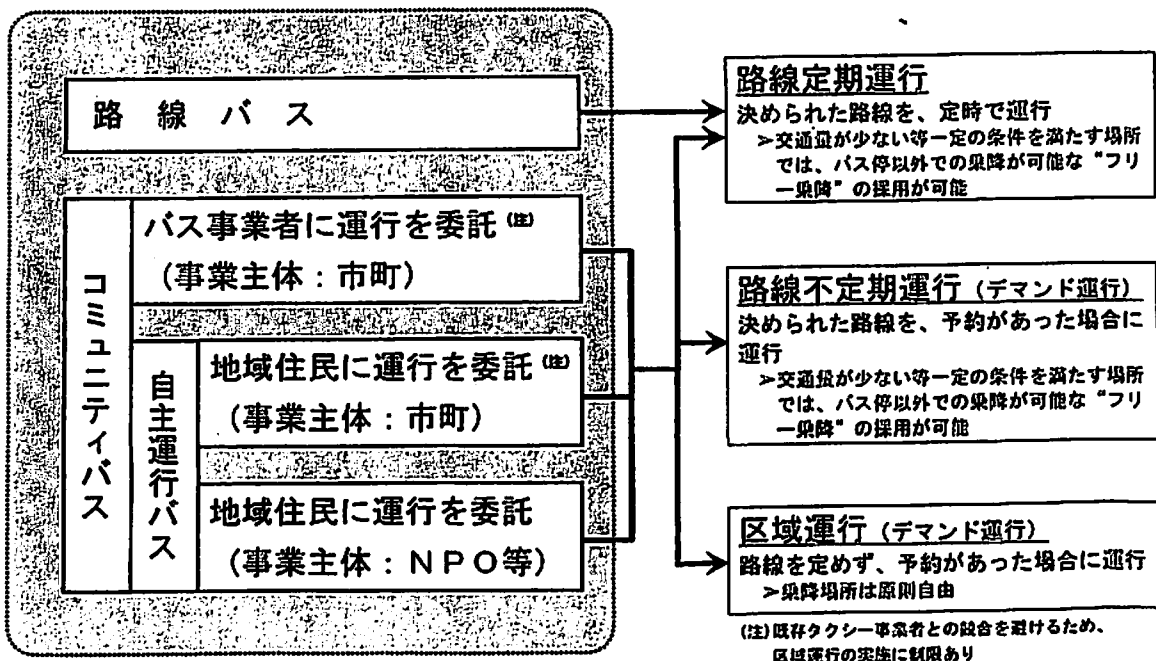 路線バス
コミュニティバス
バス事業者に運行を委託(注)
(事業主体：市町)
自主運行バス
地域住民に運行を委託(注)
(事業主体：市町)
地域住民に運行を委託
(事業主体：NPO等)
路線定期運行
決められた路線を、定時で運行
➢交通量が少ない等一定の条件を満たす場所
では、バス停以外での乗降が可能な“フリ
ー乗降”の採用が可能
路線不定期運行(デマンド運行)
決められた路線を、予約があった場合に
運行
➢交通量が少ない等一定の条件を満たす場所
では、バス停以外での乗降が可能な“フリ
ー乗降”の採用が可能
区域運行(デマンド運行)
路線を定めず、予約があった場合に運行
➢乗降場所は原則自由
(注)既存タクシー事業者との競合を避けるため、
区域運行の実施に制限あり